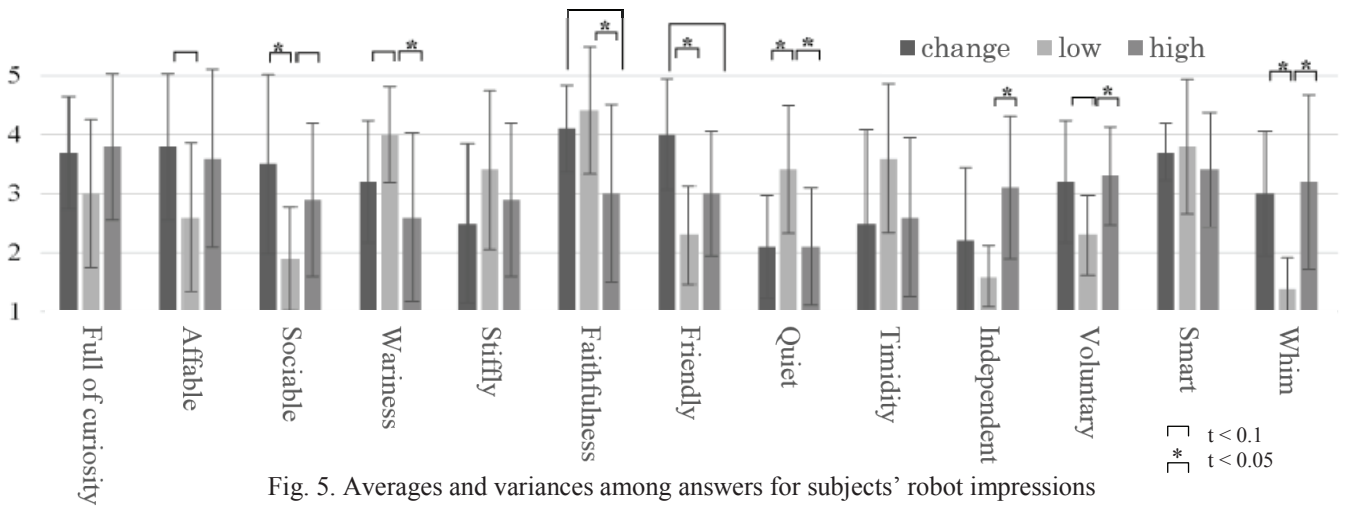 * * * * * * * * * * *
change low high
5
4
3
2
1
Full of curiosity
Affable
Sociable
Wariness
Stiffly
Faithfulness
Friendly
Quiet
Timidity
Independent
Voluntary
Smart
Whim
t < 0.1
* t < 0.05
Fig. 5. Averages and variances among answers for subjects’ robot impressions